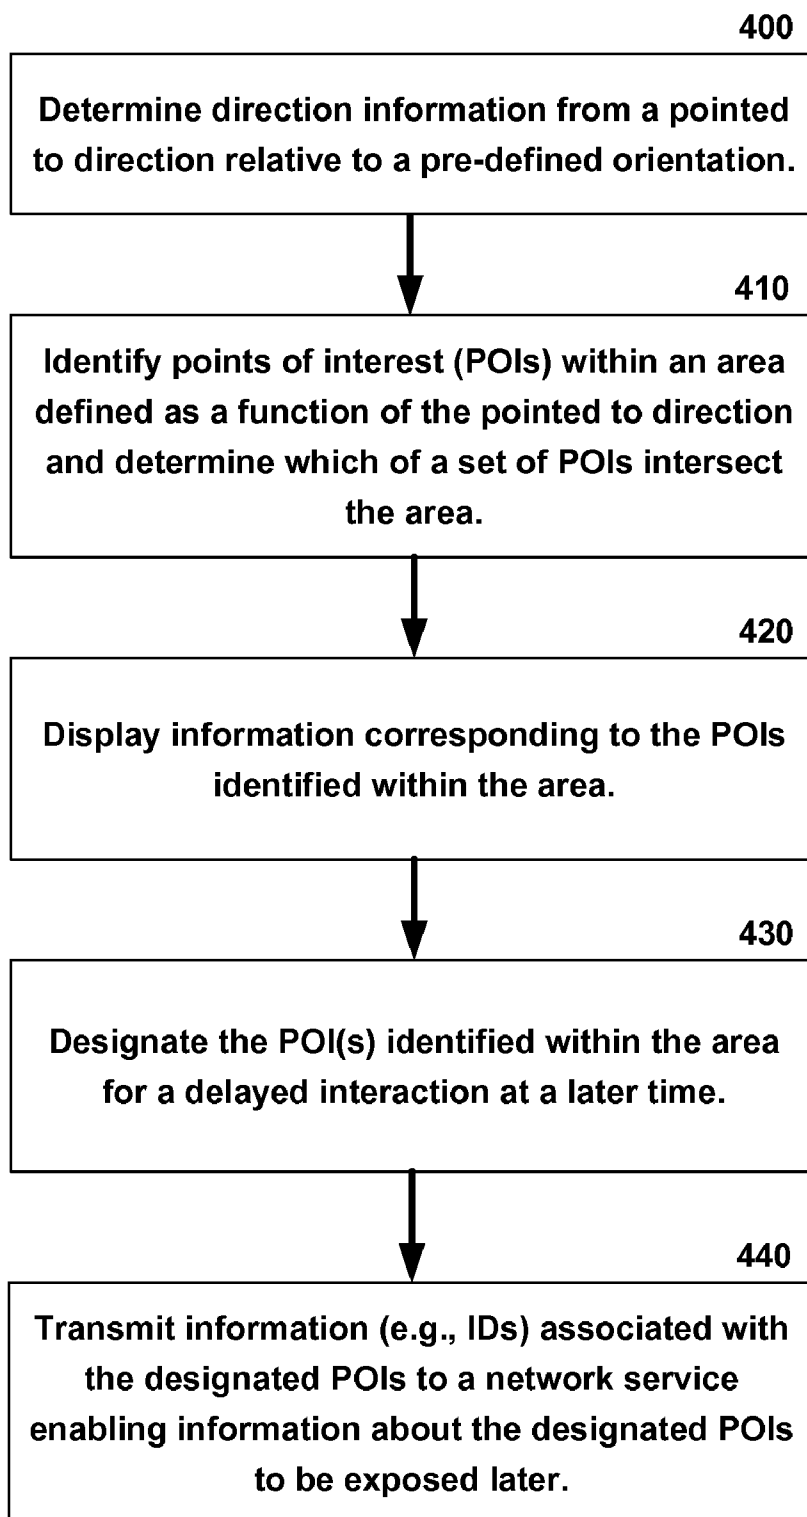 400
Determine direction information from a pointed
to direction relative to a pre-defined orientation.
410
Identify points of interest (POIs) within an area
defined as a function of the pointed to direction
and determine which of a set of POIs intersect
the area.
420
Display information corresponding to the POIs
identified within the area.
430
Designate the POI(s) identified within the area
for a delayed interaction at a later time.
440
Transmit information (e.g., IDs) associated with
the designated POIs to a network service
enabling information about the designated POIs
to be exposed later.